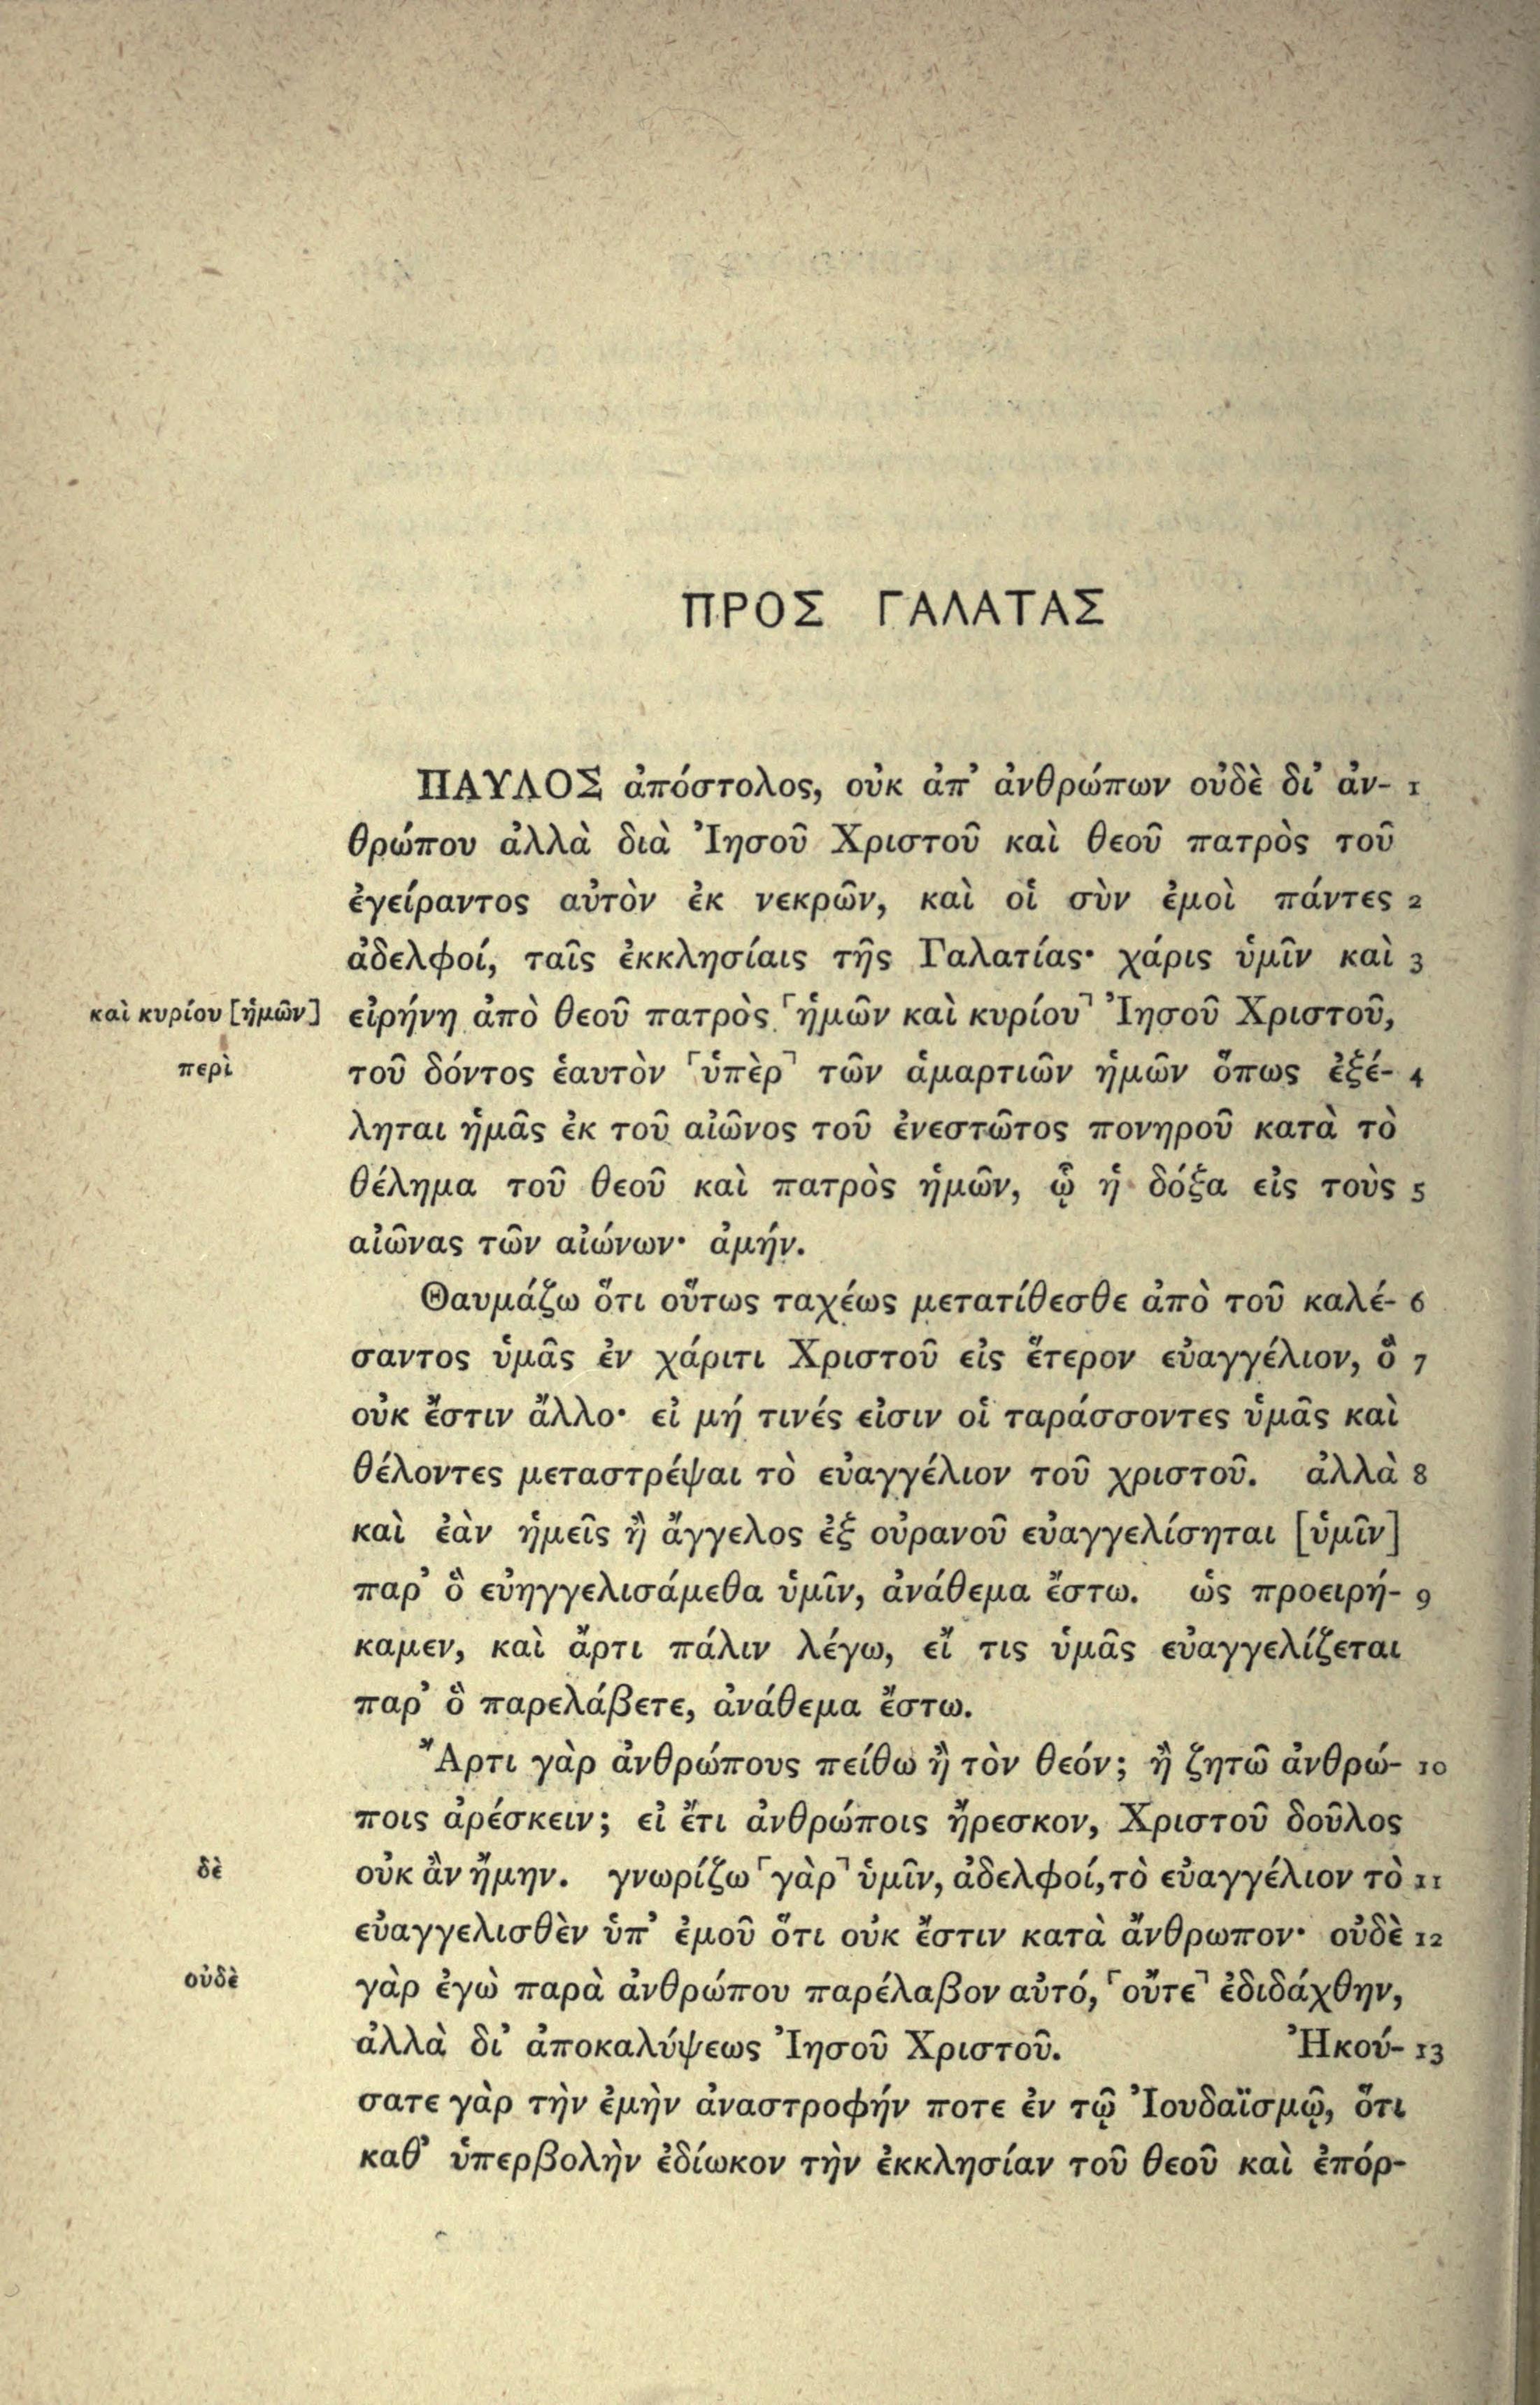 ΠΡΟΣ ΓΑΛΑΤΑΣ
ΠΑΥΛΟΣ ἀπόστολος, οὐκ ἀπ' ἀνθρώπων οὐδὲ δι' ἀν- 1
θρώπου ἀλλὰ διὰ Ἰησοῦ Χριστοῦ καὶ θεοῦ πατρὸς τοῦ
ἐγείραντος αὐτὸν ἐκ νεκρῶν, καὶ οἱ σὺν ἐμοὶ πάντες 2
ἀδελφοί, ταῖς ἐκκλησίαις τῆς Γαλατίας· χάρις ὑμῖν καὶ 3
καὶ κυρίου [ἡμῶν] εἰρήνη ἀπὸ θεοῦ πατρὸς ⸀ἡμῶν καὶ κυρίου⸣ Ἰησοῦ Χριστοῦ,
περὶ τοῦ δόντος ἑαυτὸν ⸀ὑπὲρ⸣ τῶν ἁμαρτιῶν ἡμῶν ὅπως ἐξέ- 4
ληται ἡμᾶς ἐκ τοῦ αἰῶνος τοῦ ἐνεστῶτος πονηροῦ κατὰ τὸ
θέλημα τοῦ θεοῦ καὶ πατρὸς ἡμῶν, ᾧ ἡ δόξα εἰς τοὺς 5
αἰῶνας τῶν αἰώνων· ἀμήν.
Θαυμάζω ὅτι οὕτως ταχέως μετατίθεσθε ἀπὸ τοῦ καλέ- 6
σαντος ὑμᾶς ἐν χάριτι Χριστοῦ εἰς ἕτερον εὐαγγέλιον, ὃ 7
οὐκ ἔστιν ἄλλο· εἰ μή τινές εἰσιν οἱ ταράσσοντες ὑμᾶς καὶ
θέλοντες μεταστρέψαι τὸ εὐαγγέλιον τοῦ χριστοῦ. ἀλλὰ 8
καὶ ἐὰν ἡμεῖς ἢ ἄγγελος ἐξ οὐρανοῦ εὐαγγελίσηται [ὑμῖν]
παρ' ὃ εὐηγγελισάμεθα ὑμῖν, ἀνάθεμα ἔστω. ὡς προειρή- 9
καμεν, καὶ ἄρτι πάλιν λέγω, εἴ τις ὑμᾶς εὐαγγελίζεται
παρ' ὃ παρελάβετε, ἀνάθεμα ἔστω.
Ἄρτι γὰρ ἀνθρώπους πείθω ἢ τὸν θεόν; ἢ ζητῶ ἀνθρώ- 10
ποις ἀρέσκειν; εἰ ἔτι ἀνθρώποις ἤρεσκον, Χριστοῦ δοῦλος
δὲ οὐκ ἂν ἤμην. γνωρίζω ⸀γὰρ⸣ ὑμῖν, ἀδελφοί, τὸ εὐαγγέλιον τὸ 11
εὐαγγελισθὲν ὑπ' ἐμοῦ ὅτι οὐκ ἔστιν κατὰ ἄνθρωπον· οὐδὲ 12
οὐδὲ γὰρ ἐγὼ παρὰ ἀνθρώπου παρέλαβον αὐτό, ⸀οὔτε⸣ ἐδιδάχθην,
ἀλλὰ δι' ἀποκαλύψεως Ἰησοῦ Χριστοῦ. Ἠκού- 13
σατε γὰρ τὴν ἐμὴν ἀναστροφήν ποτε ἐν τῷ Ἰουδαϊσμῷ, ὅτι
καθ' ὑπερβολὴν ἐδίωκον τὴν ἐκκλησίαν τοῦ θεοῦ καὶ ἐπόρ-